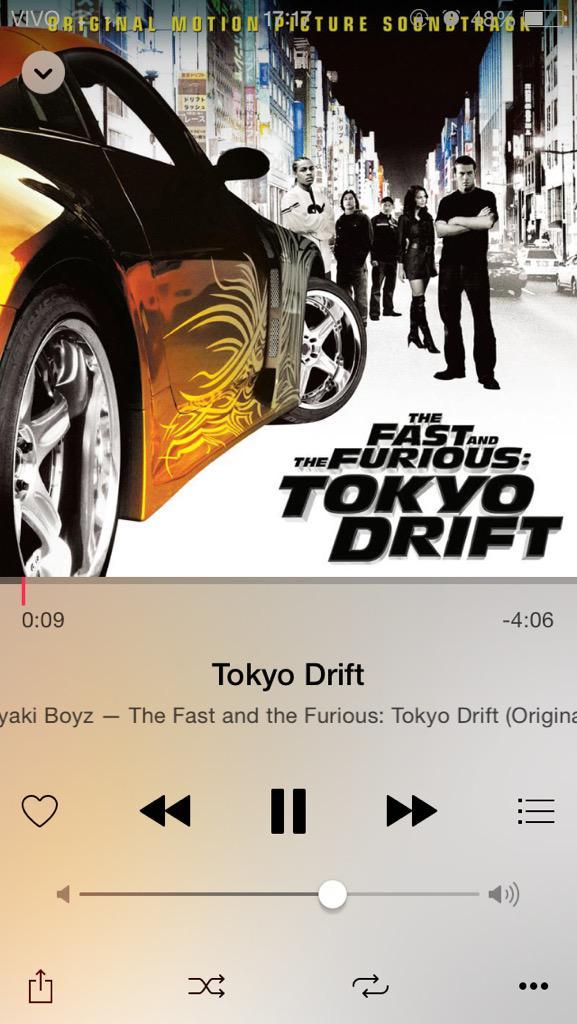 VIVO 17:17 48%
ORIGINAL MOTION PICTURE SOUNDTRACK
THE
FAST AND
THE FURIOUS:
TOKYO
DRIFT
0:09 -4:06
Tokyo Drift
yaki Boyz — The Fast and the Furious: Tokyo Drift (Origina